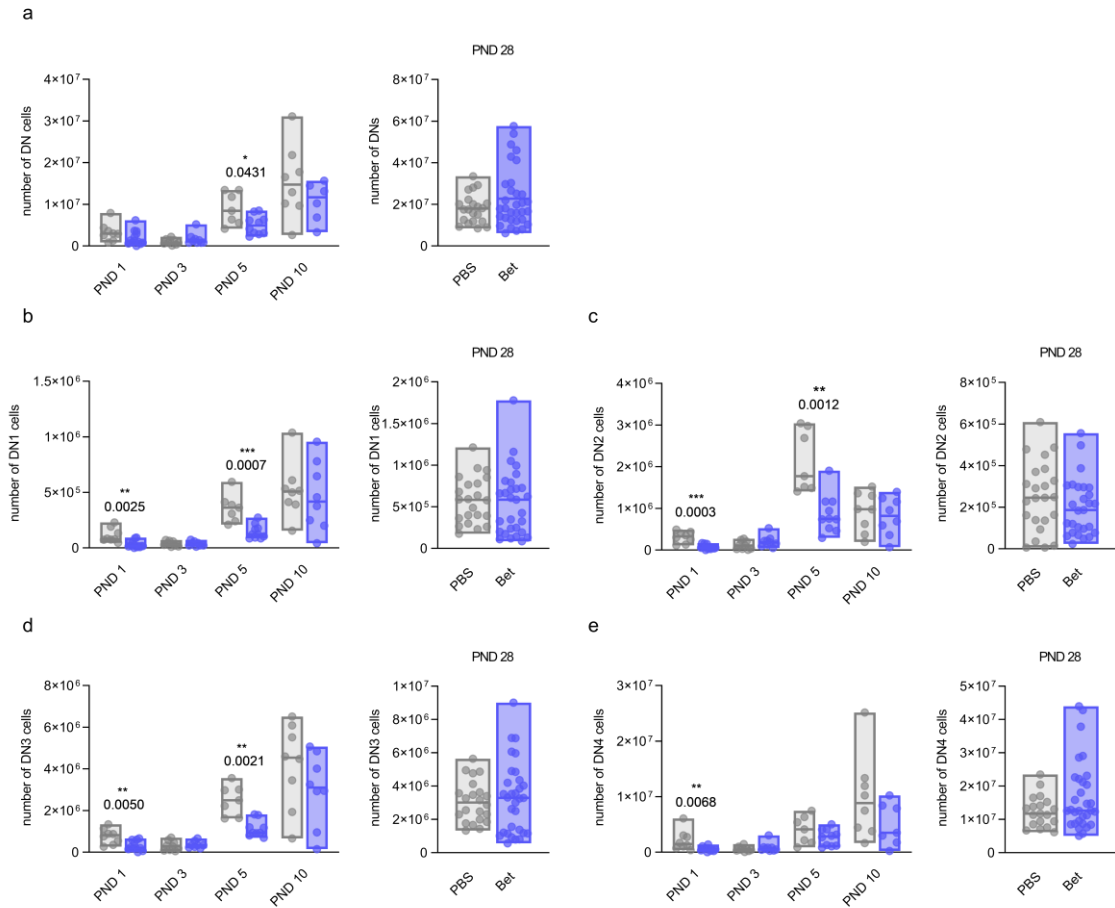 a
PND 28
number of DN cells
4×10⁷
3×10⁷
2×10⁷
1×10⁷
0
*
0.0431
PND 1
PND 3
PND 5
PND 10
number of DNs
8×10⁷
6×10⁷
4×10⁷
2×10⁷
0
PBS
Bet
b
PND 28
number of DN1 cells
1.5×10⁶
1×10⁶
5×10⁵
0
**
0.0025
***
0.0007
PND 1
PND 3
PND 5
PND 10
number of DN1 cells
2×10⁶
1.5×10⁶
1×10⁶
5×10⁵
0
PBS
Bet
c
PND 28
number of DN2 cells
4×10⁶
3×10⁶
2×10⁶
1×10⁶
0
***
0.0003
**
0.0012
PND 1
PND 3
PND 5
PND 10
number of DN2 cells
8×10⁵
6×10⁵
4×10⁵
2×10⁵
0
PBS
Bet
d
PND 28
number of DN3 cells
8×10⁶
6×10⁶
4×10⁶
2×10⁶
0
**
0.0050
**
0.0021
PND 1
PND 3
PND 5
PND 10
number of DN3 cells
1×10⁷
8×10⁶
6×10⁶
4×10⁶
2×10⁶
0
PBS
Bet
e
PND 28
number of DN4 cells
3×10⁷
2×10⁷
1×10⁷
0
**
0.0068
PND 1
PND 3
PND 5
PND 10
number of DN4 cells
5×10⁷
4×10⁷
3×10⁷
2×10⁷
1×10⁷
0
PBS
Bet